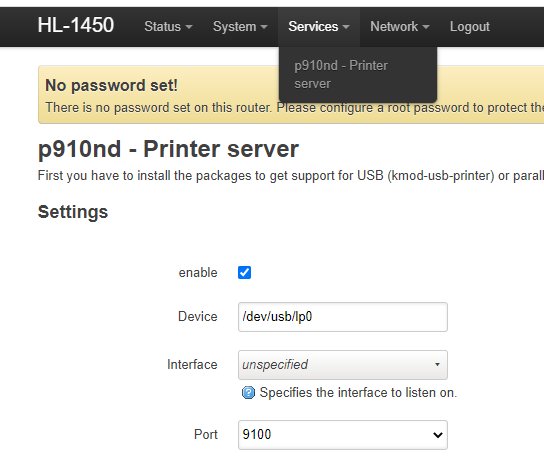 HL-1450 Status System Services Network Logout
p910nd - Printer
server
No password set!
There is no password set on this router. Please configure a root password to protect the
p910nd - Printer server
First you have to install the packages to get support for USB (kmod-usb-printer) or paral
Settings
enable
Device /dev/usb/lp0
Interface unspecified
Specifies the interface to listen on.
Port 9100